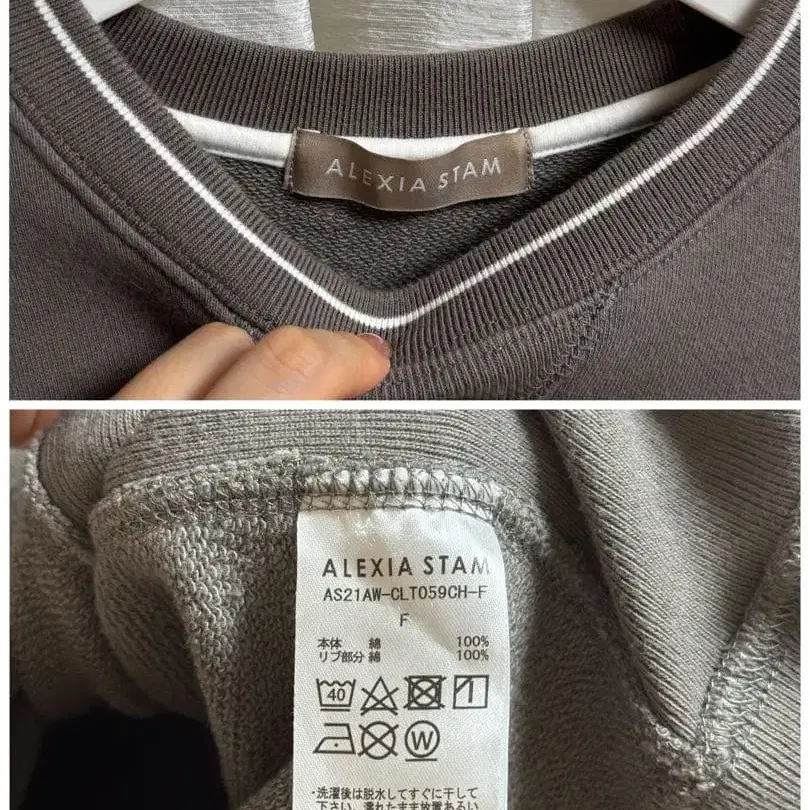 ALEXIA STAM
ALEXIA STAM
AS21AW-CLT059CH-F
F
本体 綿 100%
リブ部分 綿 100%
40
W
・洗濯後は脱水してすぐに干して
下さい。濡れたまま放置あるい